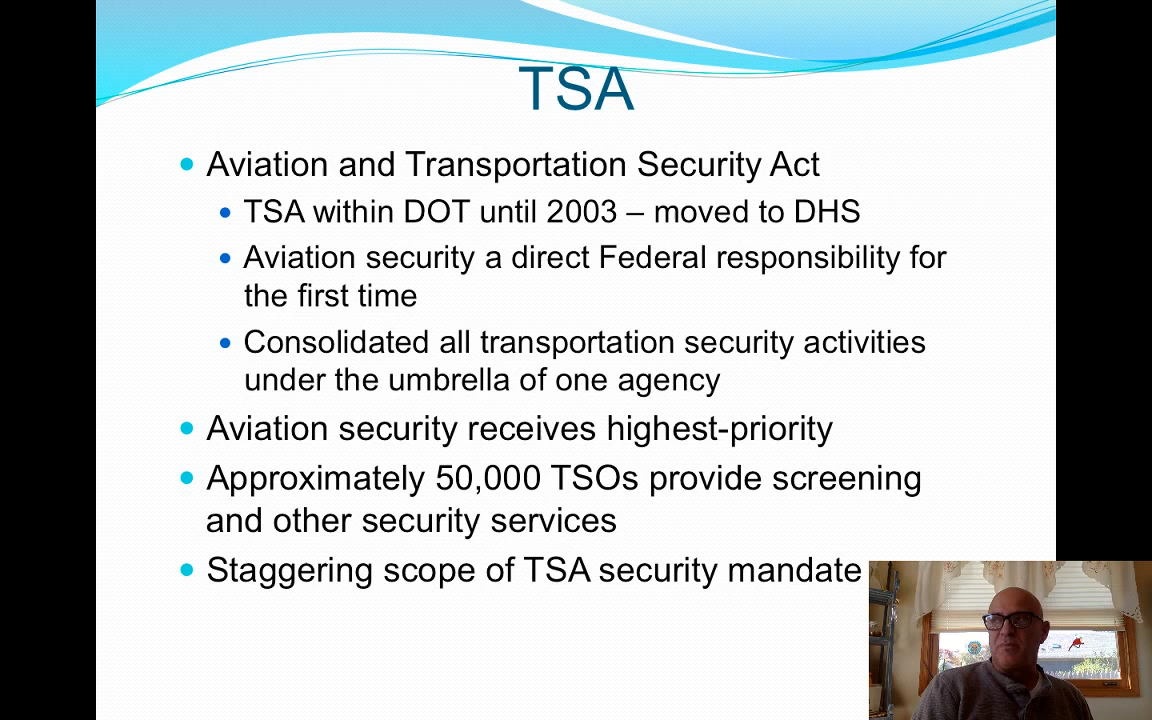 TSA
Aviation and Transportation Security Act
TSA within DOT until 2003 – moved to DHS
Aviation security a direct Federal responsibility for
the first time
Consolidated all transportation security activities
under the umbrella of one agency
Aviation security receives highest-priority
Approximately 50,000 TSOs provide screening
and other security services
Staggering scope of TSA security mandate